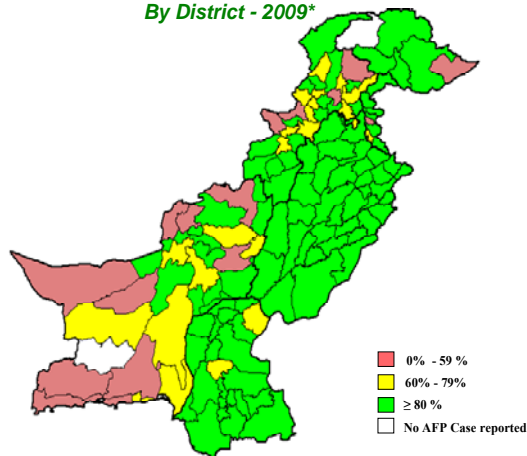 By District - 2009*
0% - 59 %
60% - 79%
≥ 80 %
No AFP Case reported